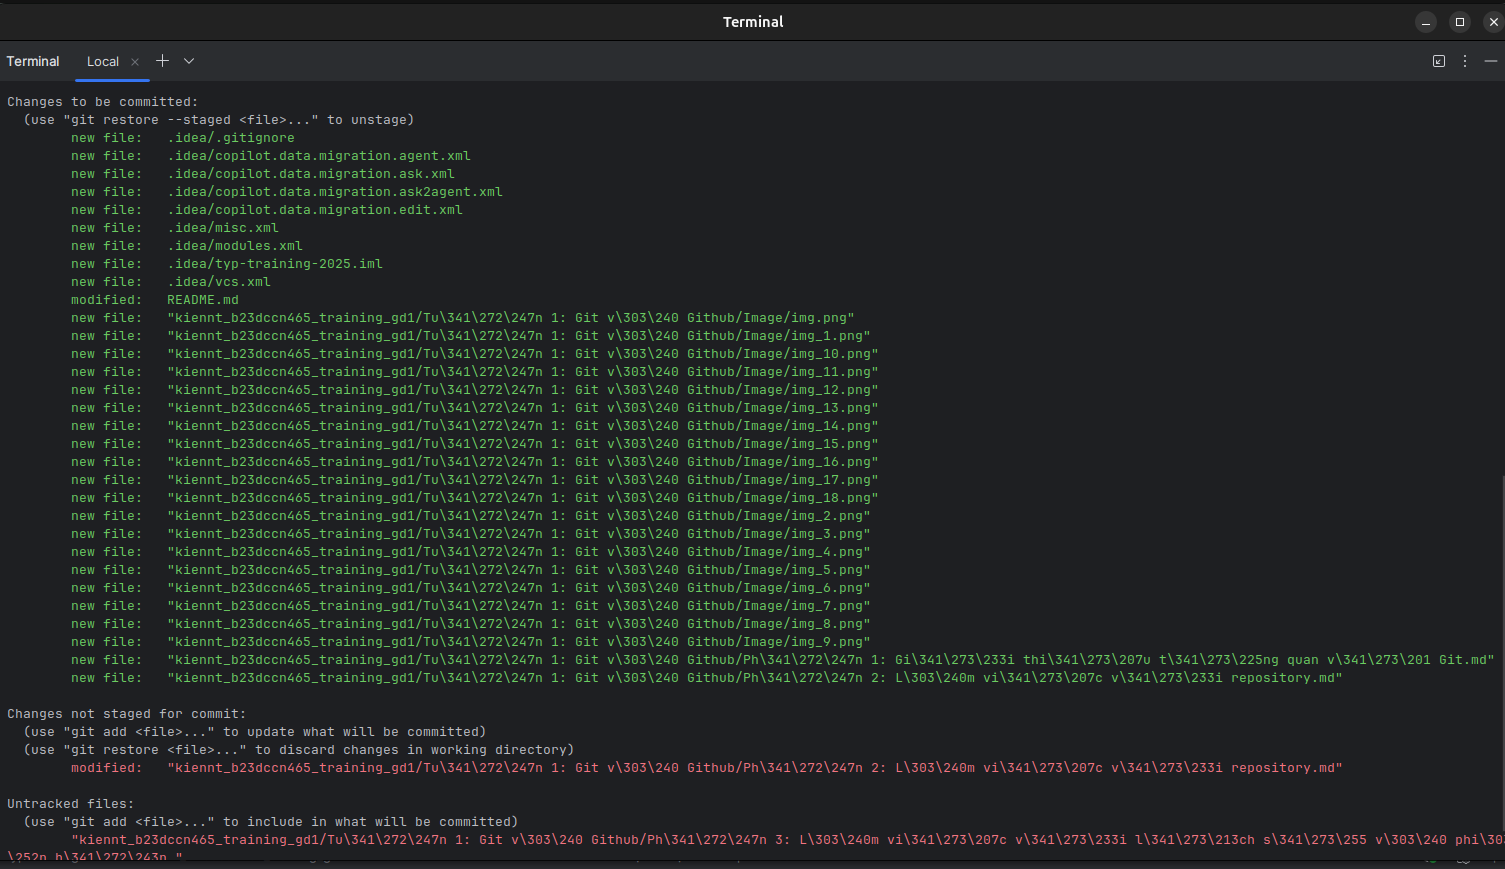 Terminal
Terminal Local
Changes to be committed:
(use "git restore --staged <file>..." to unstage)
new file: .idea/.gitignore
new file: .idea/copilot.data.migration.agent.xml
new file: .idea/copilot.data.migration.ask.xml
new file: .idea/copilot.data.migration.ask2agent.xml
new file: .idea/copilot.data.migration.edit.xml
new file: .idea/misc.xml
new file: .idea/modules.xml
new file: .idea/typ-training-2025.iml
new file: .idea/vcs.xml
modified: README.md
new file: "kiennt_b23dccn465_training_gd1/Tu\341\272\247n 1: Git v\303\240 Github/Image/img.png"
new file: "kiennt_b23dccn465_training_gd1/Tu\341\272\247n 1: Git v\303\240 Github/Image/img_1.png"
new file: "kiennt_b23dccn465_training_gd1/Tu\341\272\247n 1: Git v\303\240 Github/Image/img_10.png"
new file: "kiennt_b23dccn465_training_gd1/Tu\341\272\247n 1: Git v\303\240 Github/Image/img_11.png"
new file: "kiennt_b23dccn465_training_gd1/Tu\341\272\247n 1: Git v\303\240 Github/Image/img_12.png"
new file: "kiennt_b23dccn465_training_gd1/Tu\341\272\247n 1: Git v\303\240 Github/Image/img_13.png"
new file: "kiennt_b23dccn465_training_gd1/Tu\341\272\247n 1: Git v\303\240 Github/Image/img_14.png"
new file: "kiennt_b23dccn465_training_gd1/Tu\341\272\247n 1: Git v\303\240 Github/Image/img_15.png"
new file: "kiennt_b23dccn465_training_gd1/Tu\341\272\247n 1: Git v\303\240 Github/Image/img_16.png"
new file: "kiennt_b23dccn465_training_gd1/Tu\341\272\247n 1: Git v\303\240 Github/Image/img_17.png"
new file: "kiennt_b23dccn465_training_gd1/Tu\341\272\247n 1: Git v\303\240 Github/Image/img_18.png"
new file: "kiennt_b23dccn465_training_gd1/Tu\341\272\247n 1: Git v\303\240 Github/Image/img_2.png"
new file: "kiennt_b23dccn465_training_gd1/Tu\341\272\247n 1: Git v\303\240 Github/Image/img_3.png"
new file: "kiennt_b23dccn465_training_gd1/Tu\341\272\247n 1: Git v\303\240 Github/Image/img_4.png"
new file: "kiennt_b23dccn465_training_gd1/Tu\341\272\247n 1: Git v\303\240 Github/Image/img_5.png"
new file: "kiennt_b23dccn465_training_gd1/Tu\341\272\247n 1: Git v\303\240 Github/Image/img_6.png"
new file: "kiennt_b23dccn465_training_gd1/Tu\341\272\247n 1: Git v\303\240 Github/Image/img_7.png"
new file: "kiennt_b23dccn465_training_gd1/Tu\341\272\247n 1: Git v\303\240 Github/Image/img_8.png"
new file: "kiennt_b23dccn465_training_gd1/Tu\341\272\247n 1: Git v\303\240 Github/Image/img_9.png"
new file: "kiennt_b23dccn465_training_gd1/Tu\341\272\247n 1: Git v\303\240 Github/Ph\341\272\247n 1: Gi\341\273\233i thi\341\273\207u t\341\273\225ng quan v\341\273\201 Git.md"
new file: "kiennt_b23dccn465_training_gd1/Tu\341\272\247n 1: Git v\303\240 Github/Ph\341\272\247n 2: L\303\240m vi\341\273\207c v\341\273\233i repository.md"
Changes not staged for commit:
(use "git add <file>..." to update what will be committed)
(use "git restore <file>..." to discard changes in working directory)
modified: "kiennt_b23dccn465_training_gd1/Tu\341\272\247n 1: Git v\303\240 Github/Ph\341\272\247n 2: L\303\240m vi\341\273\207c v\341\273\233i repository.md"
Untracked files:
(use "git add <file>..." to include in what will be committed)
"kiennt_b23dccn465_training_gd1/Tu\341\272\247n 1: Git v\303\240 Github/Ph\341\272\247n 3: L\303\240m vi\341\273\207c v\341\273\233i l\341\273\213ch s\341\273\255 v\303\240 phi\303
\252n b\341\272\243n "